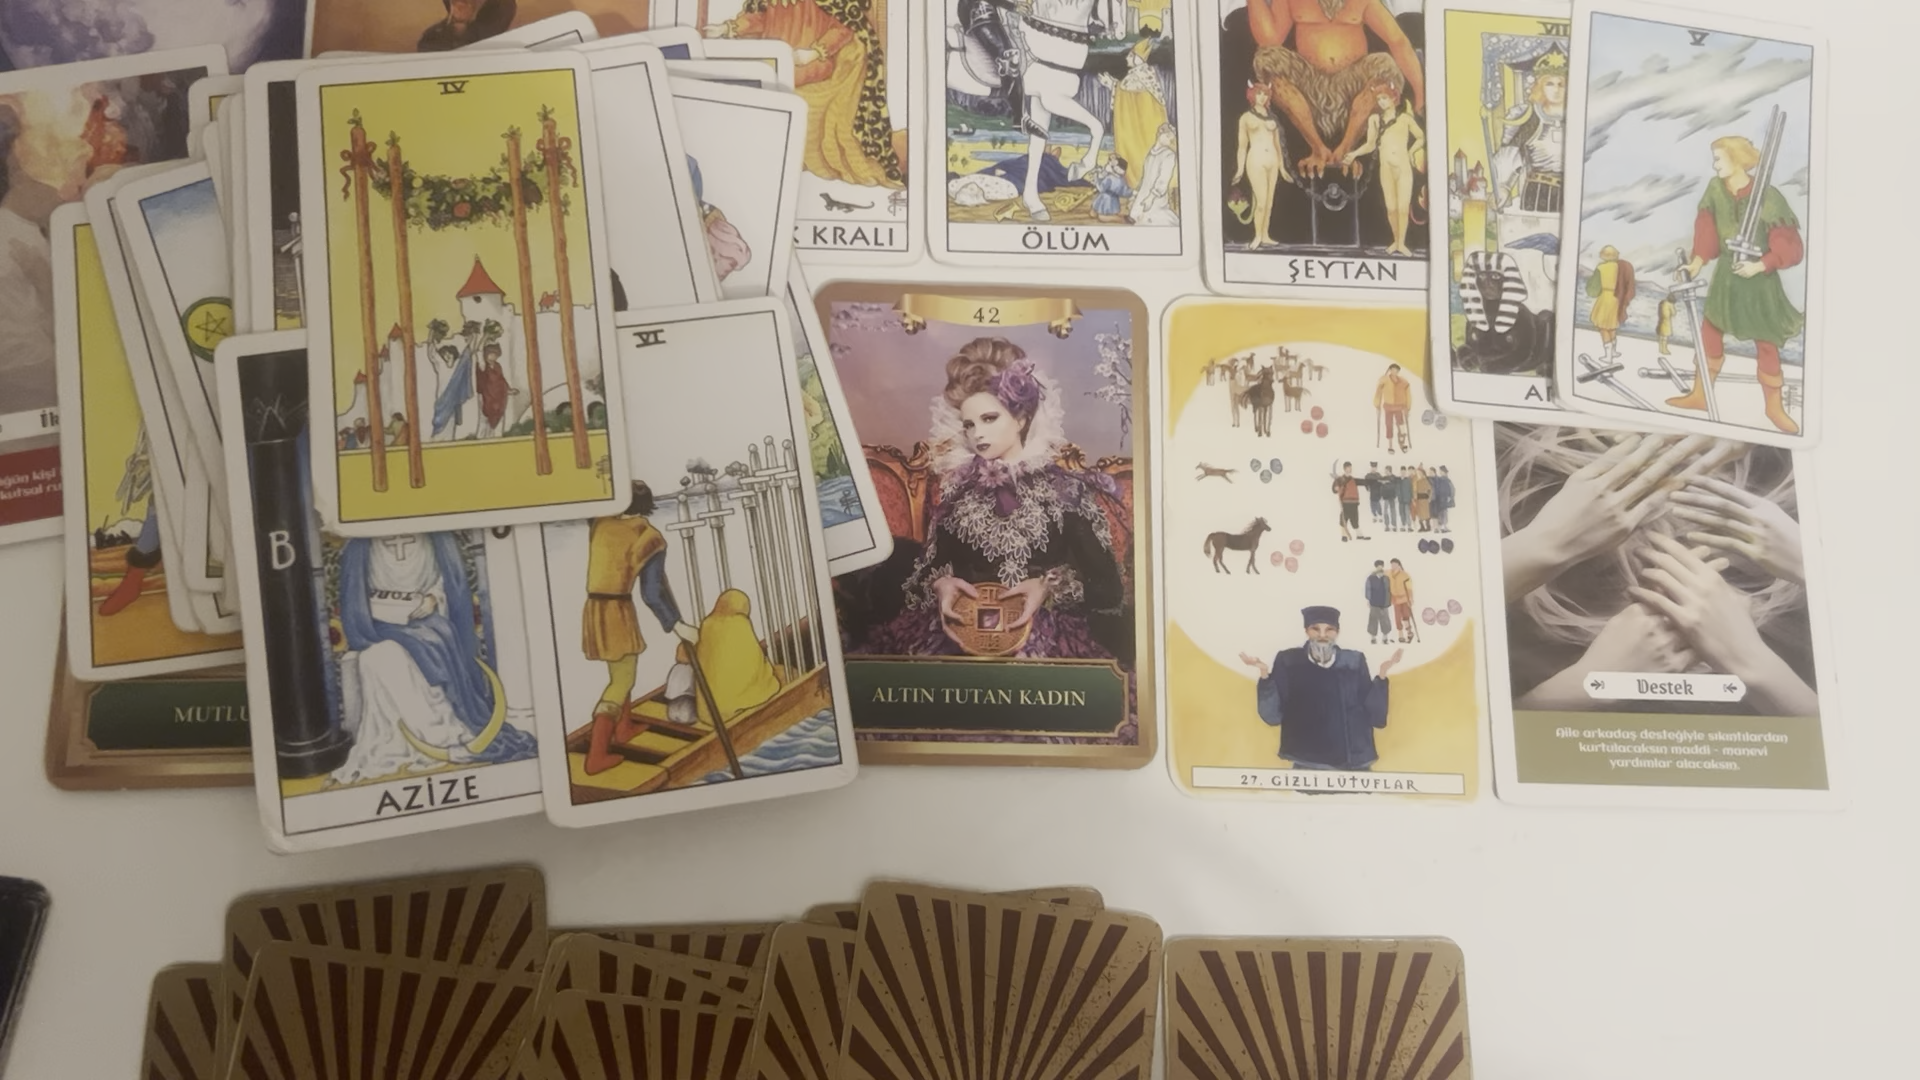 IV
V
KRALI
ÖLÜM
ŞEYTAN
42
VI
B
Destek
ALTIN TUTAN KADIN
Aile arkadaş desteğiyle sıkıntılardan
kurtulacaksın maddi - manevi
yardımlar alacaksın.
AZİZE
27. GİZLİ LÜTUFLAR